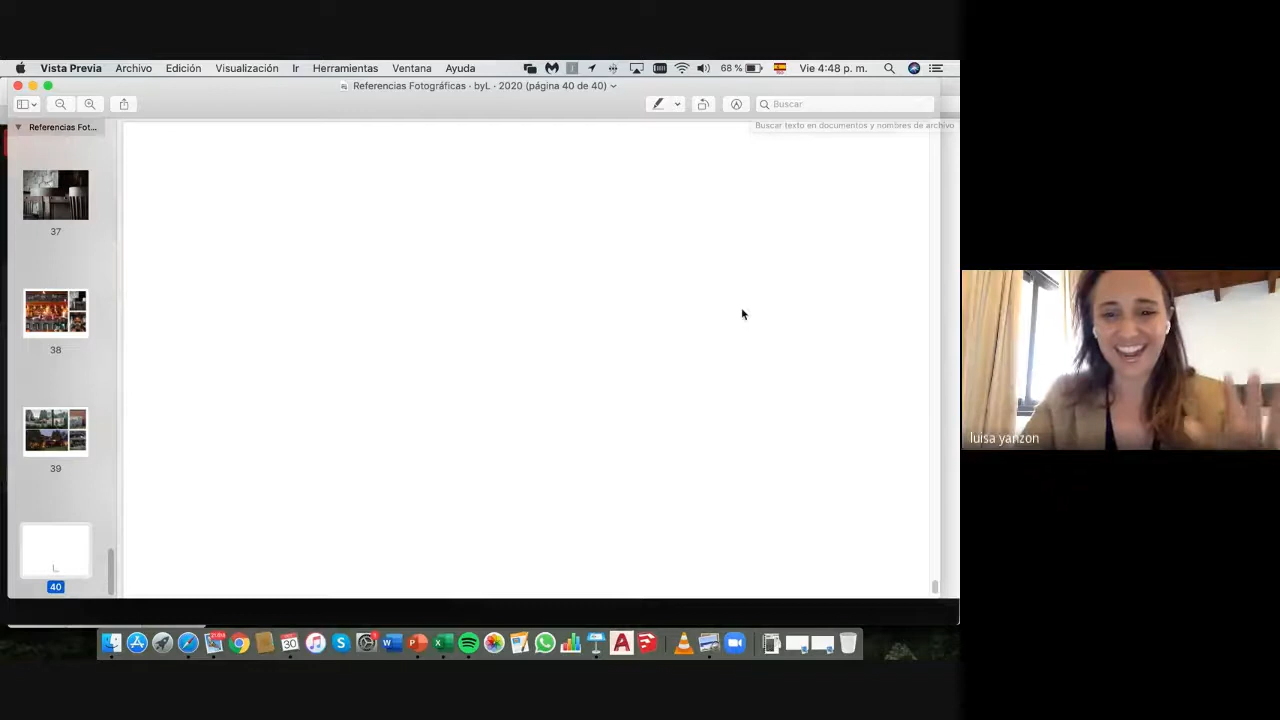 Vista Previa Archivo Edición Visualización Ir Herramientas Ventana Ayuda 68 % Vie 4:48 p. m.
Referencias Fotográficas · byL · 2020 (página 40 de 40)
Buscar
Referencias Fot...
Buscar texto en documentos y nombres de archivo
37
38
39
40
luisa yanzon
30